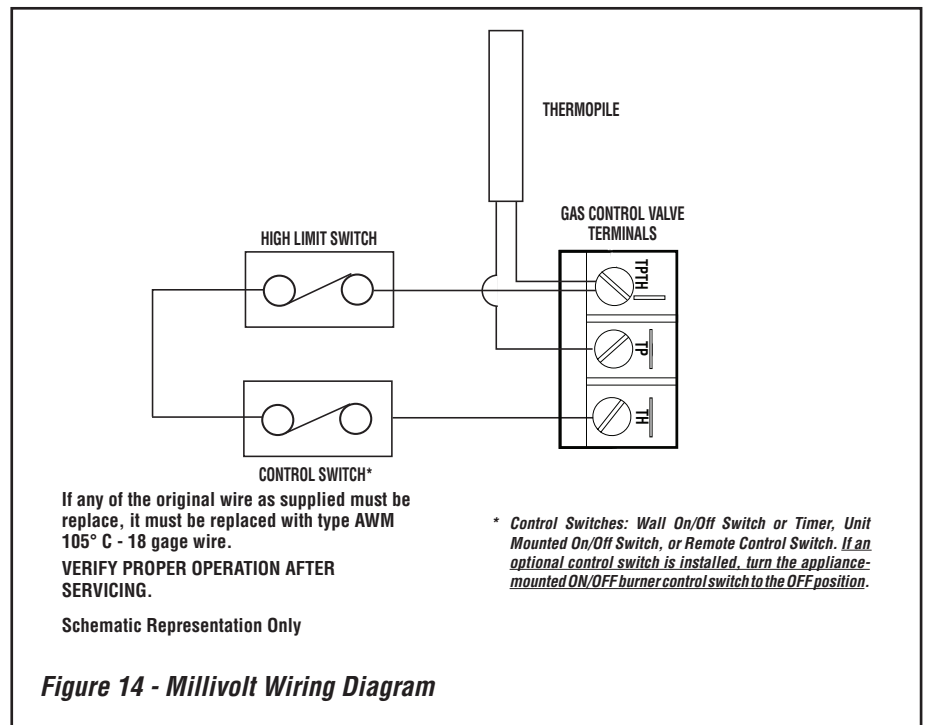 THERMOPILE
GAS CONTROL VALVE
TERMINALS
HIGH LIMIT SWITCH
TPTH
TP
TH
CONTROL SWITCH*
If any of the original wire as supplied must be
replace, it must be replaced with type AWM
105° C - 18 gage wire.
VERIFY PROPER OPERATION AFTER
SERVICING.
Schematic Representation Only
* Control Switches: Wall On/Off Switch or Timer, Unit
Mounted On/Off Switch, or Remote Control Switch. If an
optional control switch is installed, turn the appliance-
mounted ON/OFF burner control switch to the OFF position.
Figure 14 - Millivolt Wiring Diagram